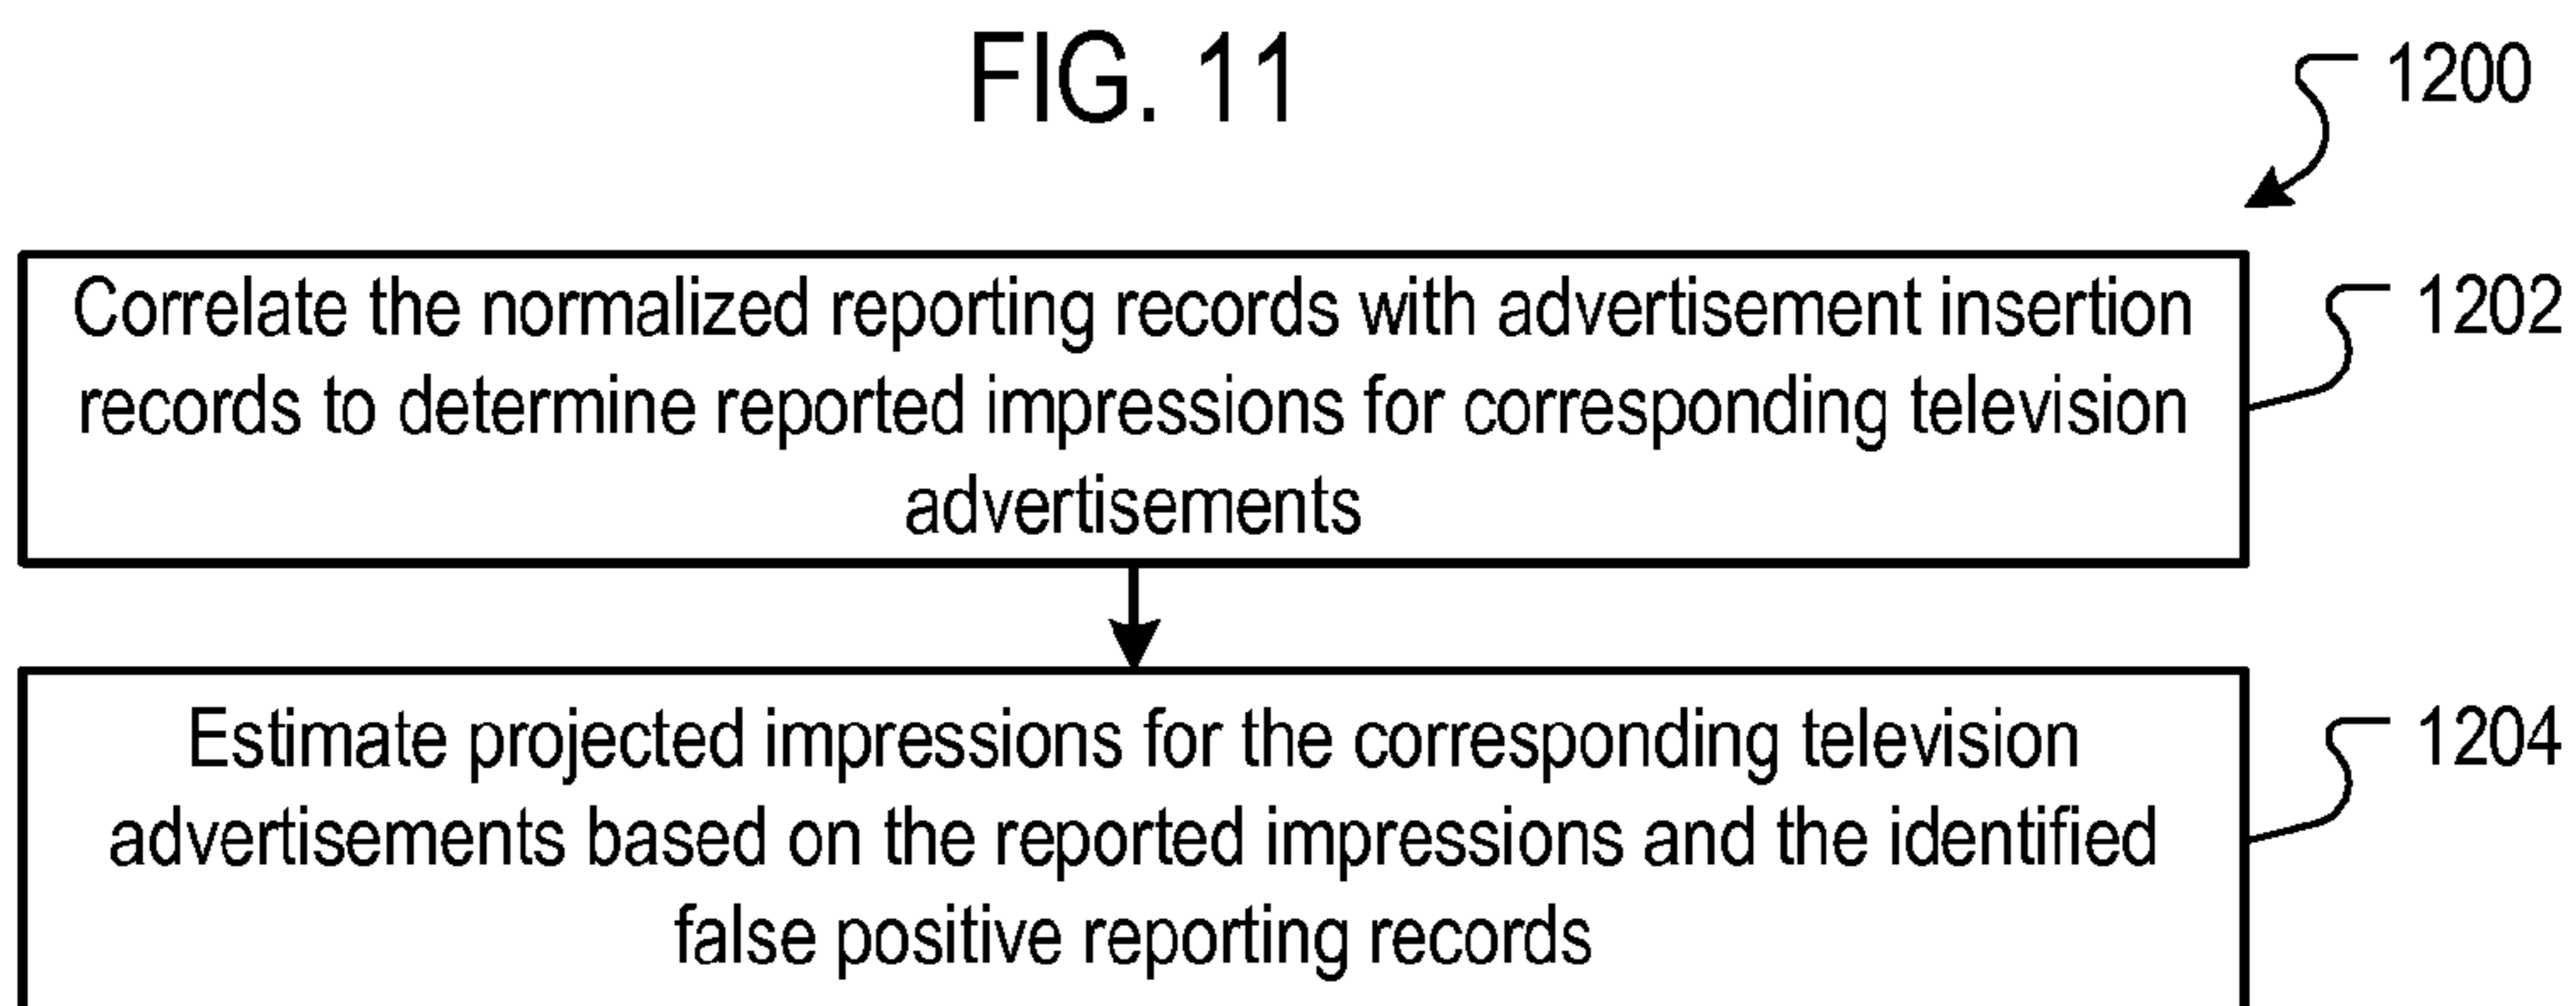 FIG. 11
1200
Correlate the normalized reporting records with advertisement insertion
records to determine reported impressions for corresponding television
advertisements
1202
Estimate projected impressions for the corresponding television
advertisements based on the reported impressions and the identified
false positive reporting records
1204